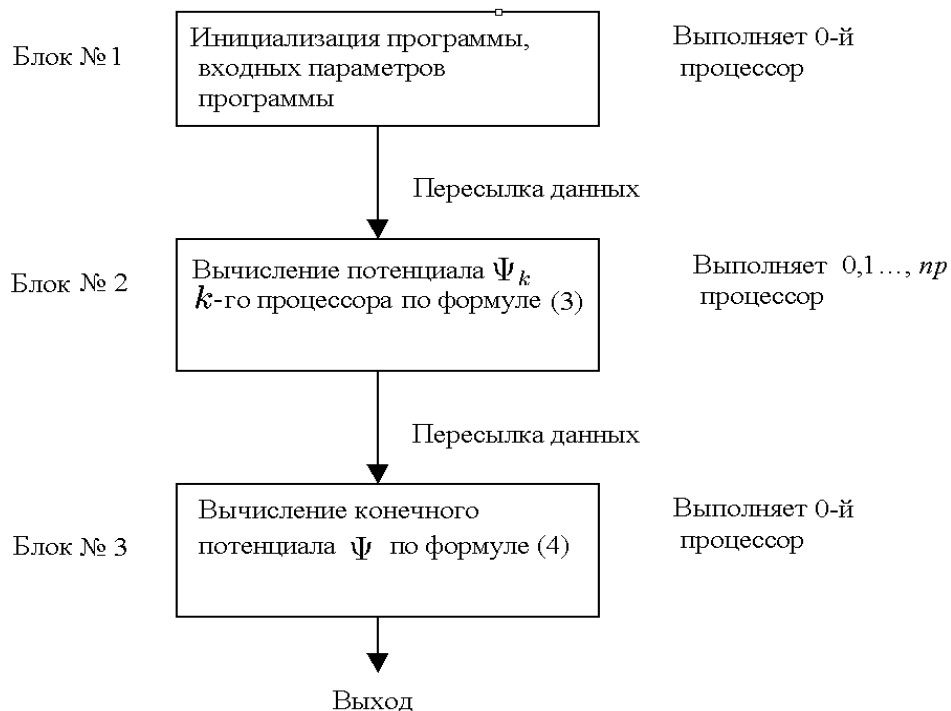 Блок №1
Инициализация программы,
входных параметров
программы
Выполняет 0-й
процессор
Пересылка данных
Блок № 2
Вычисление потенциала Ψk
k-го процессора по формуле (3)
Выполняет 0,1..., np
процессор
Пересылка данных
Блок № 3
Вычисление конечного
потенциала Ψ по формуле (4)
Выполняет 0-й
процессор
Выход